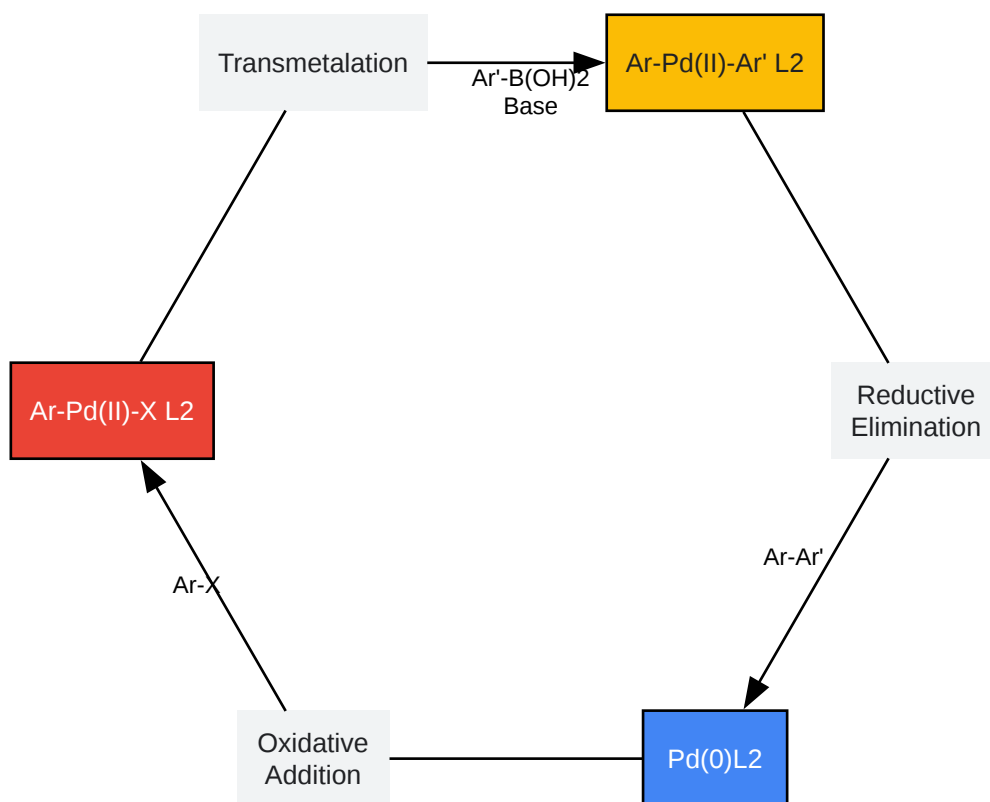 Transmetalation
Ar'-B(OH)2
Base
Ar-Pd(II)-Ar' L2
Ar-Pd(II)-X L2
Reductive
Elimination
Ar-Ar'
Ar-X
Oxidative
Addition
Pd(0)L2